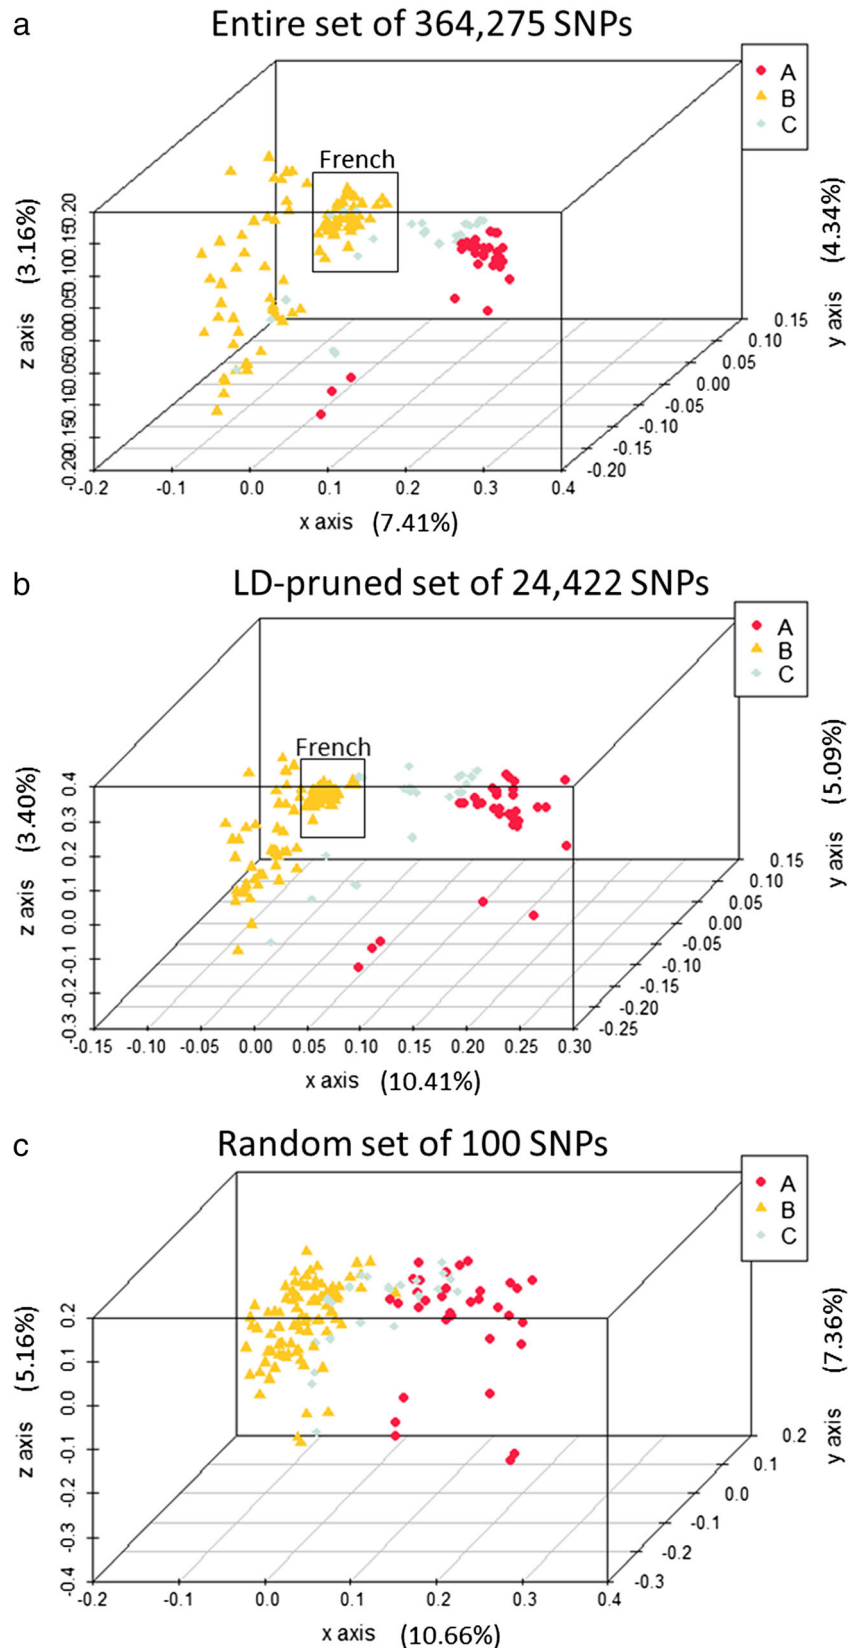 a
Entire set of 364,275 SNPs
A
B
C
French
z axis (3.16%)
-0.2
-0.1
0.0
0.1
0.2
0.3
0.4
x axis (7.41%)
-0.20
-0.15
-0.10
-0.05
0.00
0.05
0.10
0.15
y axis (4.34%)
b
LD-pruned set of 24,422 SNPs
A
B
C
French
z axis (3.40%)
0.4
0.3
0.2
0.1
0.0
-0.1
-0.2
-0.3
-0.15 -0.10 -0.05 0.00 0.05 0.10 0.15 0.20 0.25 0.30
x axis (10.41%)
0.15
0.10
0.05
0.00
-0.05
-0.10
-0.15
-0.20
-0.25
y axis (5.09%)
c
Random set of 100 SNPs
A
B
C
z axis (5.16%)
0.2
0.1
0.0
-0.1
-0.2
-0.3
-0.4
-0.2 -0.1 0.0 0.1 0.2 0.3 0.4
x axis (10.66%)
0.2
0.1
0.0
-0.1
-0.2
-0.3
y axis (7.36%)